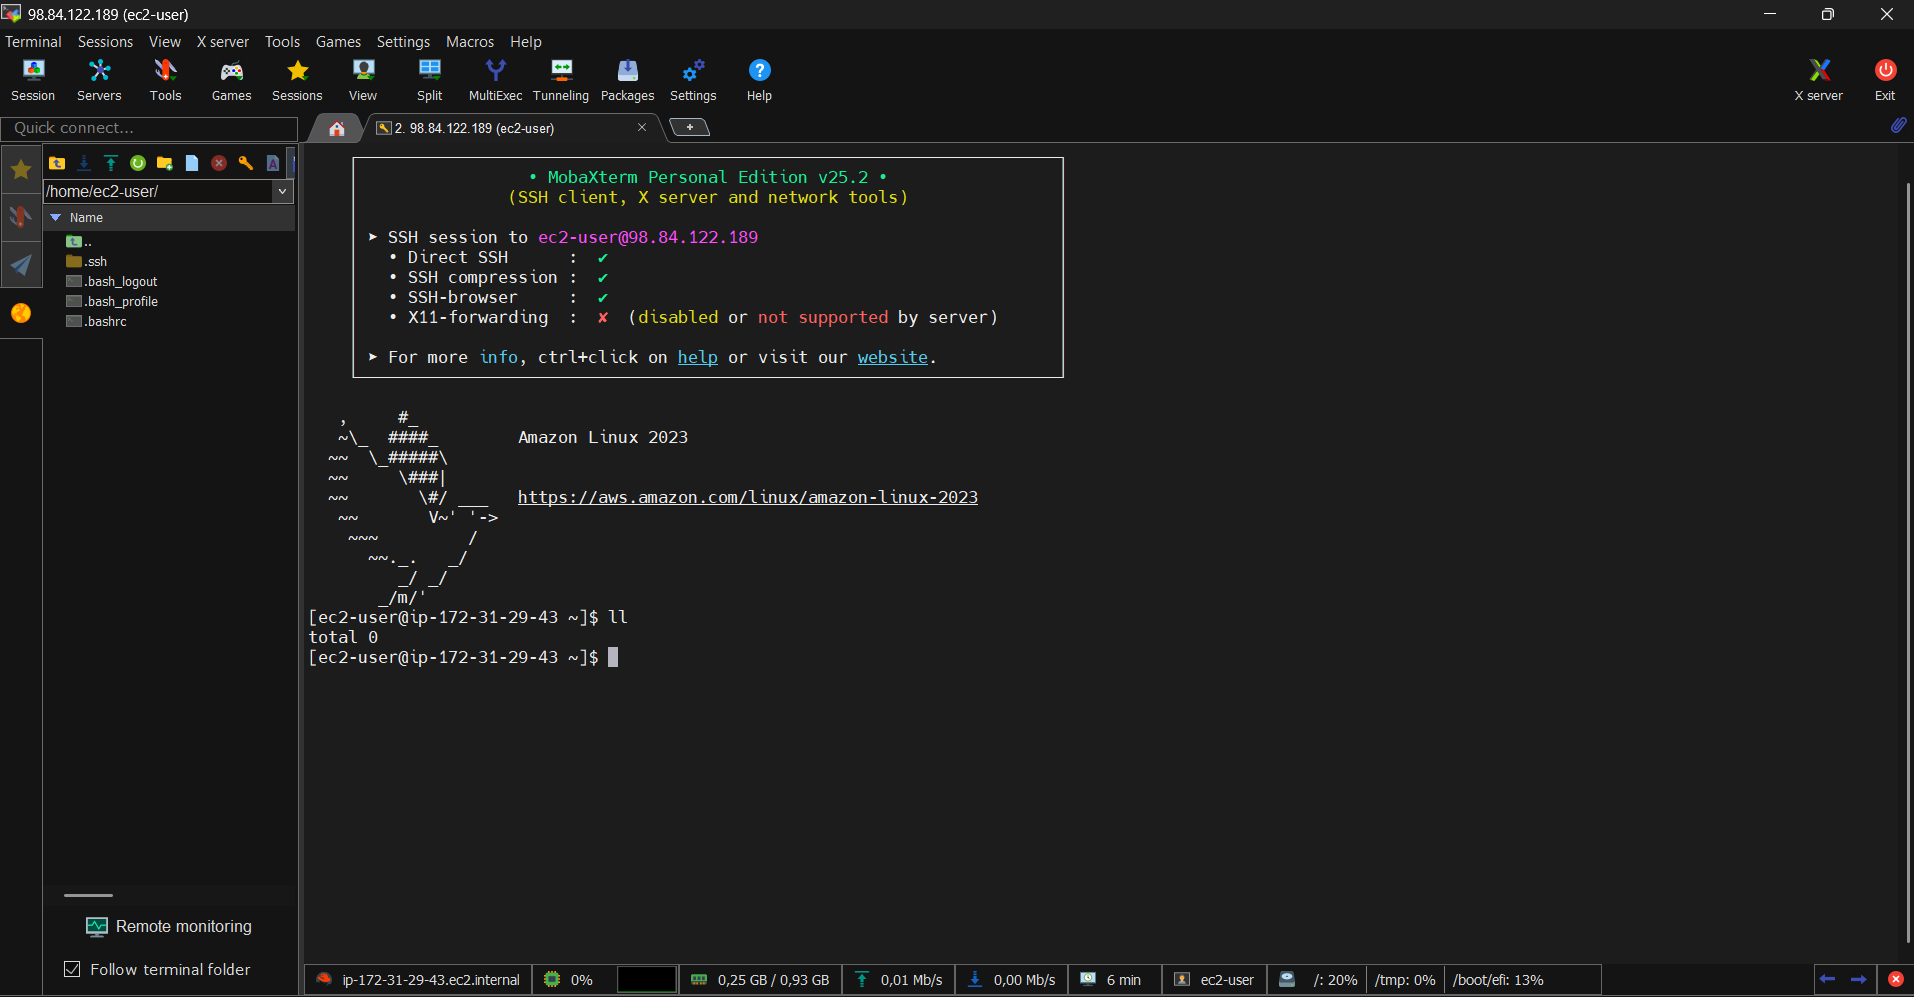 98.84.122.189 (ec2-user)
Terminal Sessions View X server Tools Games Settings Macros Help
Session Servers Tools Games Sessions View Split MultiExec Tunneling Packages Settings Help X server Exit
Quick connect...
2. 98.84.122.189 (ec2-user)
/home/ec2-user/
Name
..
.ssh
.bash_logout
.bash_profile
.bashrc
Remote monitoring
Follow terminal folder
• MobaXterm Personal Edition v25.2 •
(SSH client, X server and network tools)
➤ SSH session to ec2-user@98.84.122.189
• Direct SSH      :  ✔
• SSH compression :  ✔
• SSH-browser     :  ✔
• X11-forwarding  :  ✘  (disabled or not supported by server)
➤ For more info, ctrl+click on help or visit our website.
   ,     #_
   ~\_  ####_        Amazon Linux 2023
  ~~  \_#####\
  ~~     \###|
  ~~       \#/ ___   https://aws.amazon.com/linux/amazon-linux-2023
   ~~       V~' '->
    ~~~         /
      ~~._.   _/
         _/ _/
       _/m/'
[ec2-user@ip-172-31-29-43 ~]$ ll
total 0
[ec2-user@ip-172-31-29-43 ~]$
ip-172-31-29-43.ec2.internal 0% 0,25 GB / 0,93 GB 0,01 Mb/s 0,00 Mb/s 6 min ec2-user /: 20% /tmp: 0% /boot/efi: 13%